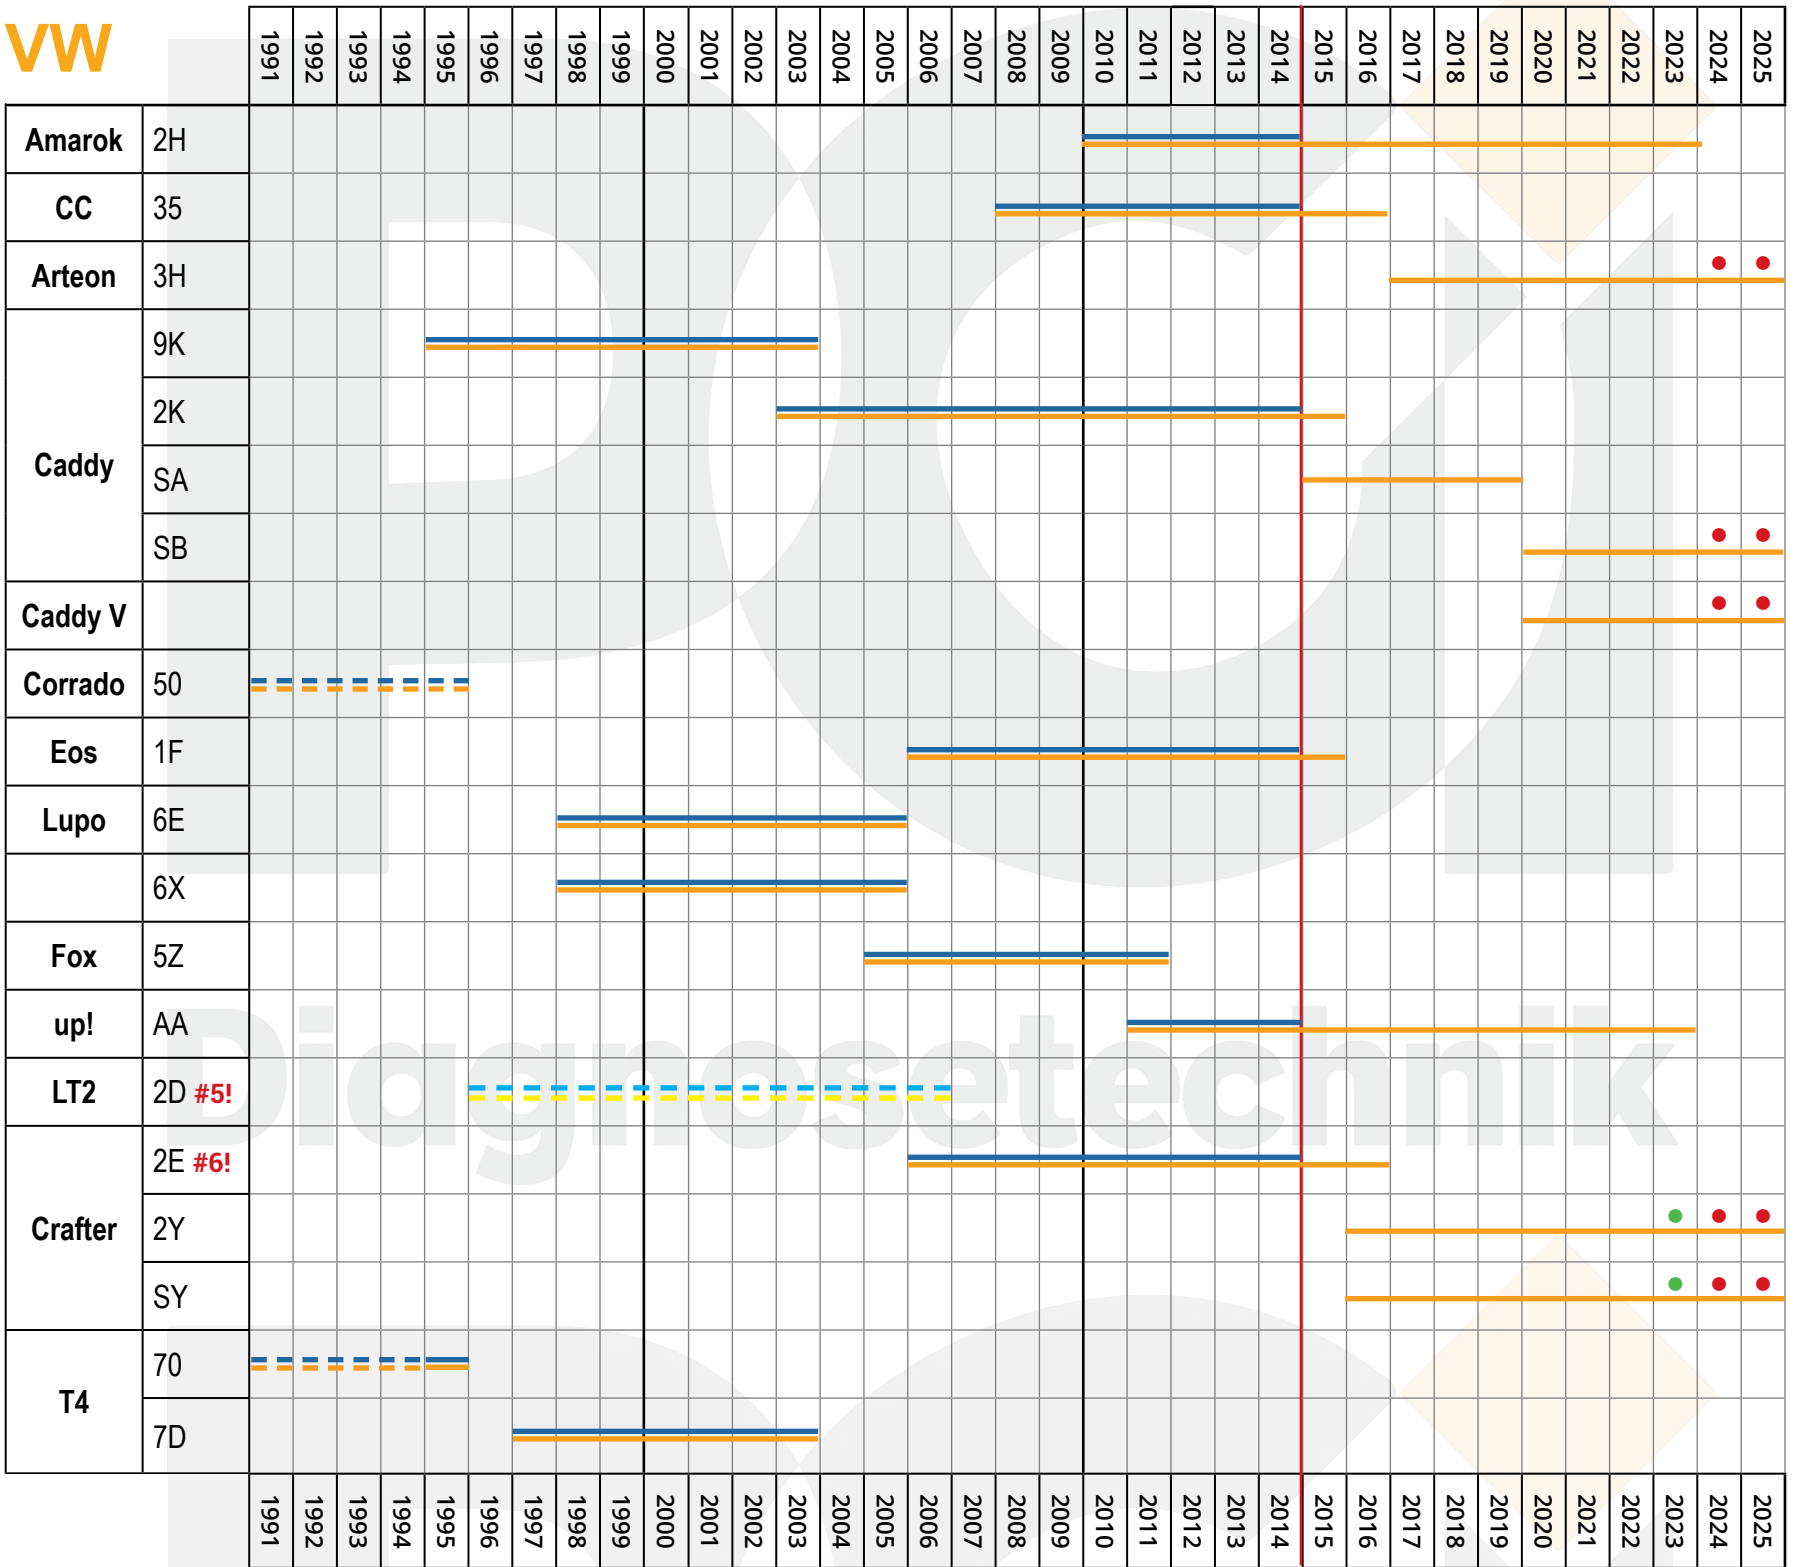 VW
1991 1992 1993 1994 1995 1996 1997 1998 1999 2000 2001 2002 2003 2004 2005 2006 2007 2008 2009 2010 2011 2012 2013 2014 2015 2016 2017 2018 2019 2020 2021 2022 2023 2024 2025
Amarok 2H
CC 35
Arteon 3H
Caddy
9K
2K
SA
SB
Caddy V
Corrado 50
Eos 1F
Lupo 6E
6X
Fox 5Z
up! AA
LT2 2D #5!
Crafter
2E #6!
2Y
SY
T4
70
7D
1991 1992 1993 1994 1995 1996 1997 1998 1999 2000 2001 2002 2003 2004 2005 2006 2007 2008 2009 2010 2011 2012 2013 2014 2015 2016 2017 2018 2019 2020 2021 2022 2023 2024 2025
PCi
Diagnosetechnik